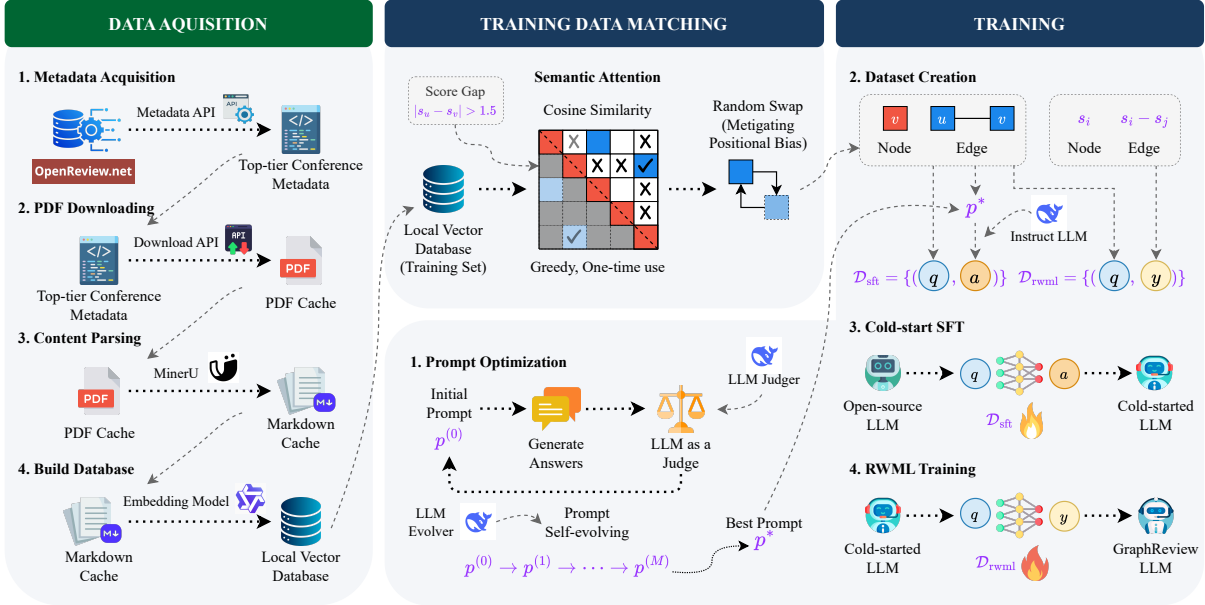 DATA AQUISITION
1. Metadata Acquisition
Metadata API
API
OpenReview.net
Top-tier Conference
Metadata
2. PDF Downloading
Download API
API
Top-tier Conference
Metadata
PDF
PDF Cache
3. Content Parsing
MinerU
PDF
PDF Cache
M↓
Markdown
Cache
4. Build Database
Embedding Model
M↓
Markdown
Cache
Local Vector
Database
TRAINING DATA MATCHING
Semantic Attention
Score Gap
|s_u − s_v| > 1.5
Cosine Similarity
Random Swap
(Metigating
Positional Bias)
X
X X ✓
X
X
✓
Local Vector
Database
(Training Set)
Greedy, One-time use
1. Prompt Optimization
Initial
Prompt
p^(0)
Generate
Answers
LLM as a
Judge
LLM Judger
LLM
Evolver
Prompt
Self-evolving
p^(0) → p^(1) → ⋯ → p^(M)
Best Prompt
p^*
TRAINING
2. Dataset Creation
v u v
Node Edge
s_i s_i − s_j
Node Edge
p^*
Instruct LLM
𝒟_sft = {(q, a)} 𝒟_rwml = {(q, y)}
3. Cold-start SFT
q a
Open-source
LLM
𝒟_sft
Cold-started
LLM
4. RWML Training
q y
Cold-started
LLM
𝒟_rwml
GraphReview
LLM